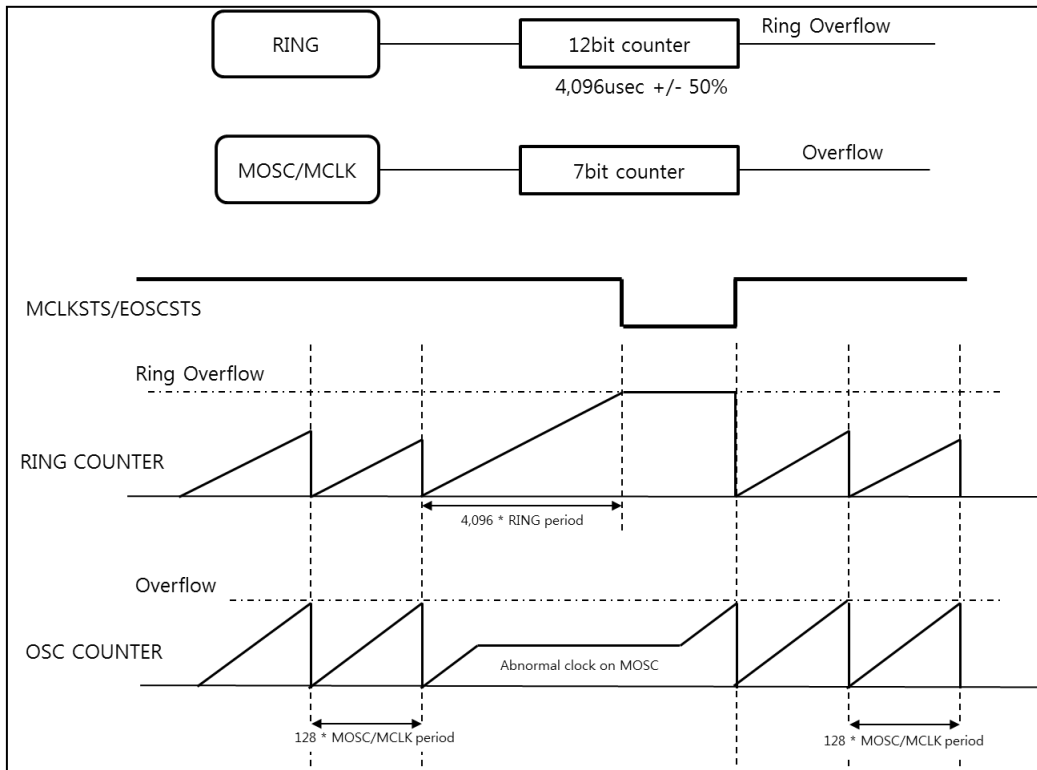 RING
12bit counter
Ring Overflow
4,096usec +/- 50%
MOSC/MCLK
7bit counter
Overflow
MCLKSTS/EOSCSTS
Ring Overflow
RING COUNTER
4,096 * RING period
Overflow
OSC COUNTER
Abnormal clock on MOSC
128 * MOSC/MCLK period
128 * MOSC/MCLK period